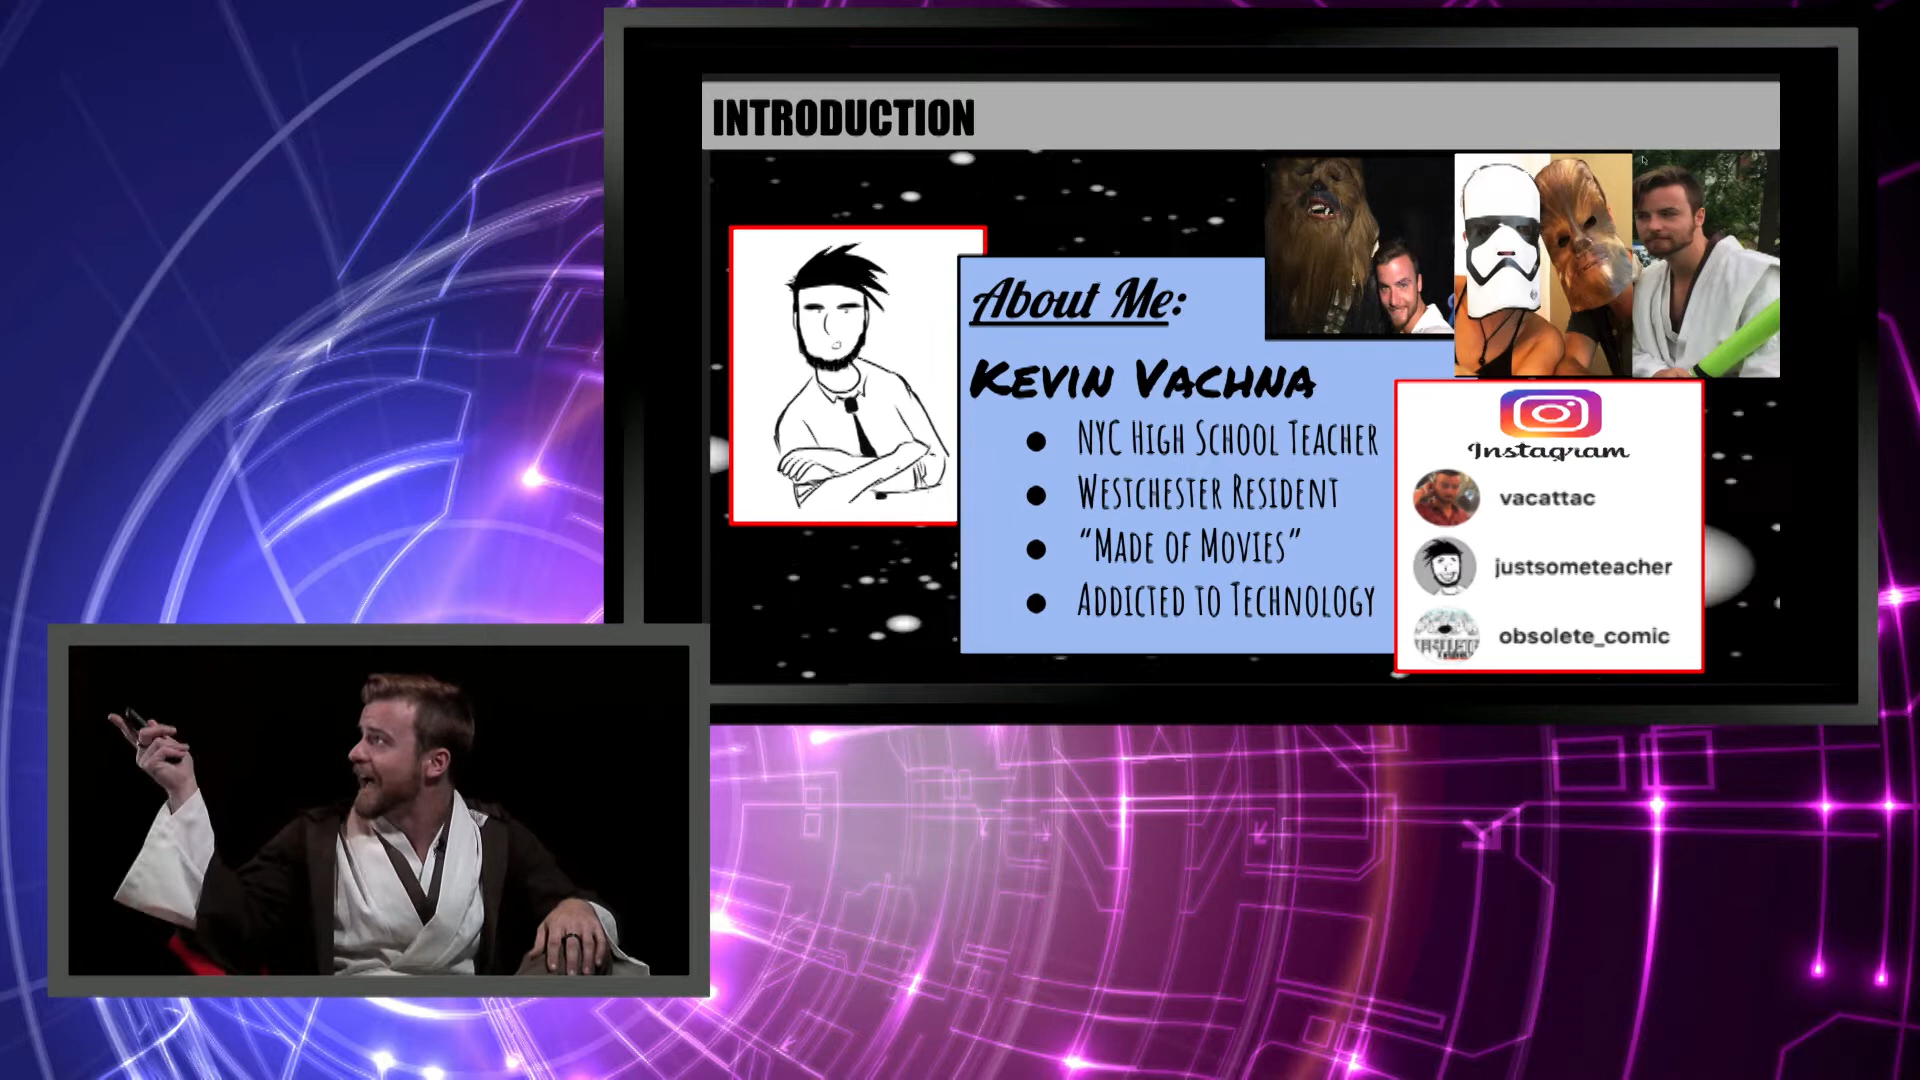 INTRODUCTION
About Me:
Kevin Vachna
NYC High School Teacher
Westchester Resident
“Made of Movies”
Addicted to Technology
Instagram
vacattac
justsometeacher
obsolete_comic